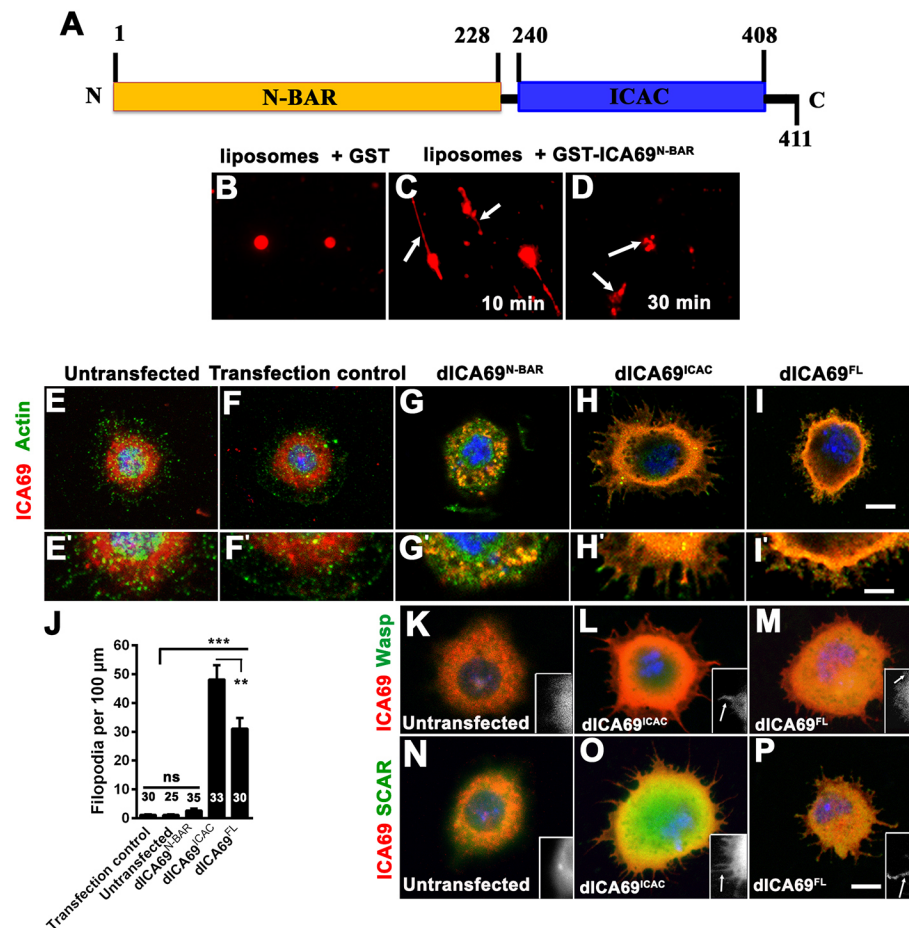 A
1 228 240 408
N N-BAR ICAC C
411
liposomes + GST liposomes + GST-ICA69N-BAR
B C D
10 min 30 min
Untransfected Transfection control dICA69N-BAR dICA69ICAC dICA69FL
ICA69 Actin
E F G H I
E' F' G' H' I'
J
Filopodia per 100 µm
60
50
40
30
20
10
0
***
**
ns
30 25 35 33 30
Transfection control
Untransfected
dICA69N-BAR
dICA69ICAC
dICA69FL
ICA69 Wasp
K L M
Untransfected dICA69ICAC dICA69FL
ICA69 SCAR
N O P
Untransfected dICA69ICAC dICA69FL